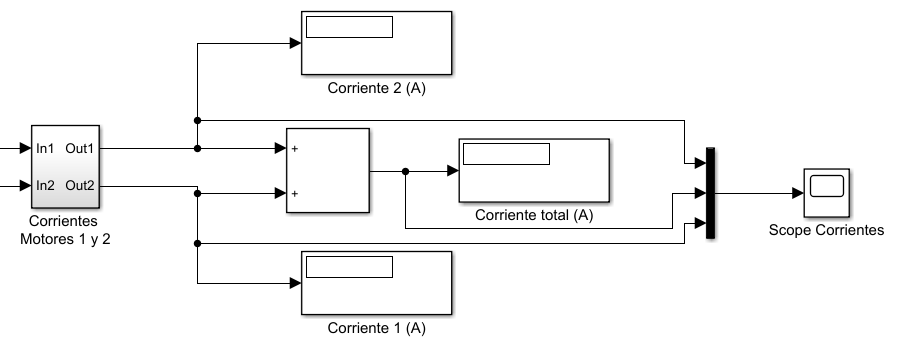 Corriente 2 (A)
In1 Out1
+
In2 Out2
+
Corriente total (A)
Corrientes
Motores 1 y 2
Scope Corrientes
Corriente 1 (A)